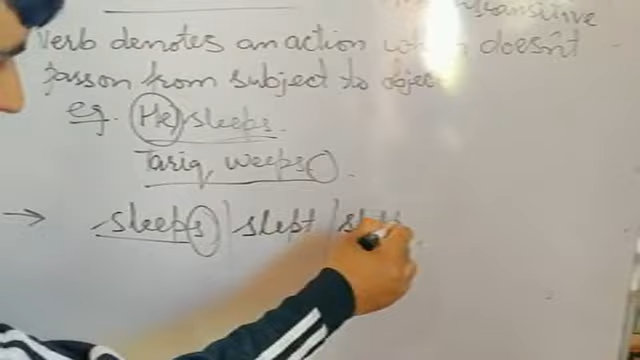 verb denotes an action which doesn't
pass on from subject to object
eg. He, sleeps.
Tariq, weeps .
→ sleeps | slept |